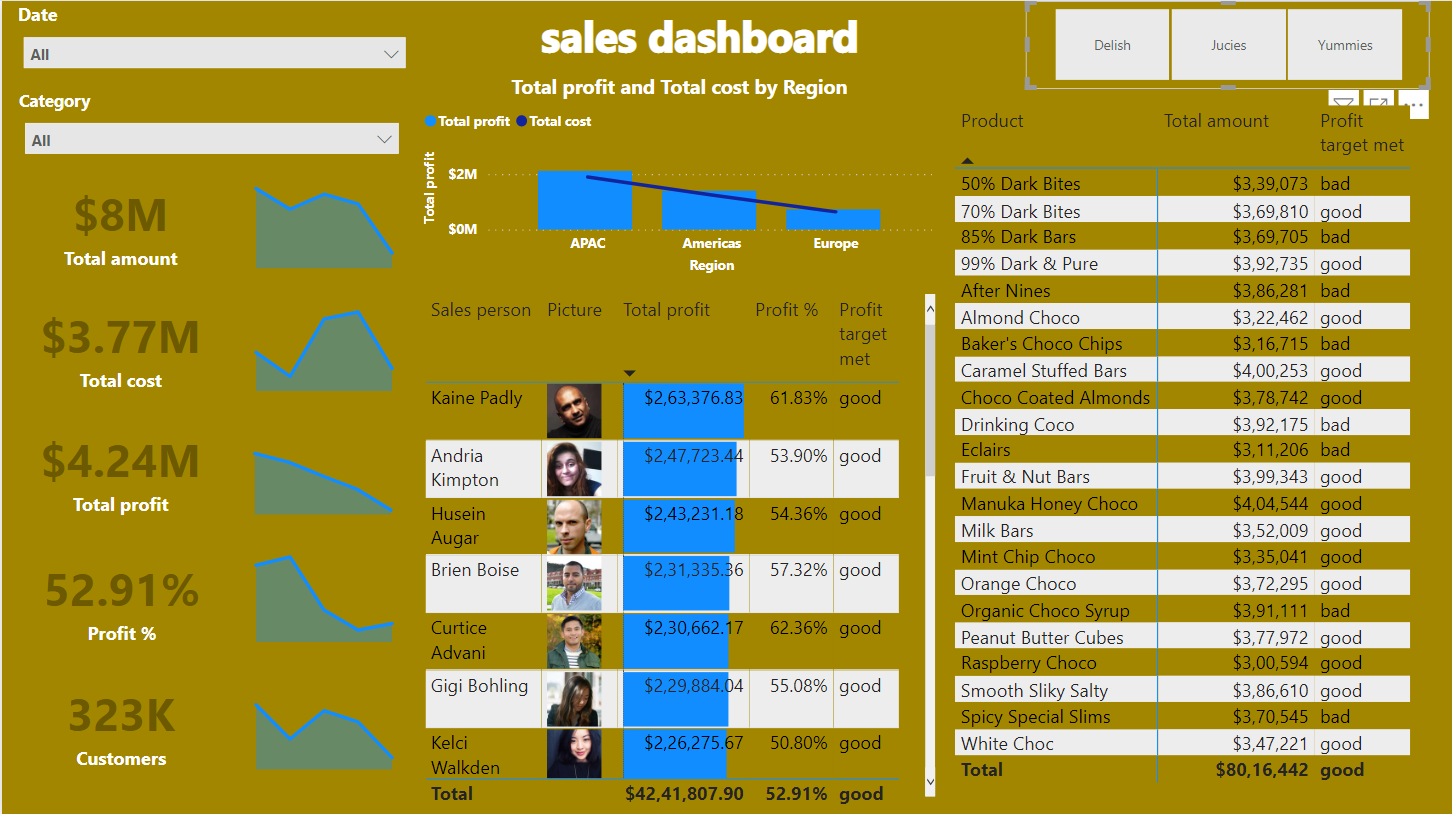 Date
All
Category
All
$8M
Total amount
$3.77M
Total cost
$4.24M
Total profit
52.91%
Profit %
323K
Customers
sales dashboard
Total profit and Total cost by Region
Total profit Total cost
Total profit
$2M
$0M
APAC Americas Europe
Region
Sales person Picture Total profit Profit % Profit
target
met
Kaine Padly $2,63,376.83 61.83% good
Andria
Kimpton $2,47,723.44 53.90% good
Husein
Augar $2,43,231.18 54.36% good
Brien Boise $2,31,335.36 57.32% good
Curtice
Advani $2,30,662.17 62.36% good
Gigi Bohling $2,29,884.04 55.08% good
Kelci
Walkden $2,26,275.67 50.80% good
Total $42,41,807.90 52.91% good
Delish Jucies Yummies
Product Total amount Profit
target met
50% Dark Bites $3,39,073 bad
70% Dark Bites $3,69,810 good
85% Dark Bars $3,69,705 bad
99% Dark & Pure $3,92,735 good
After Nines $3,86,281 bad
Almond Choco $3,22,462 good
Baker's Choco Chips $3,16,715 bad
Caramel Stuffed Bars $4,00,253 good
Choco Coated Almonds $3,78,742 good
Drinking Coco $3,92,175 bad
Eclairs $3,11,206 bad
Fruit & Nut Bars $3,99,343 good
Manuka Honey Choco $4,04,544 good
Milk Bars $3,52,009 good
Mint Chip Choco $3,35,041 good
Orange Choco $3,72,295 good
Organic Choco Syrup $3,91,111 bad
Peanut Butter Cubes $3,77,972 good
Raspberry Choco $3,00,594 good
Smooth Sliky Salty $3,86,610 good
Spicy Special Slims $3,70,545 bad
White Choc $3,47,221 good
Total $80,16,442 good